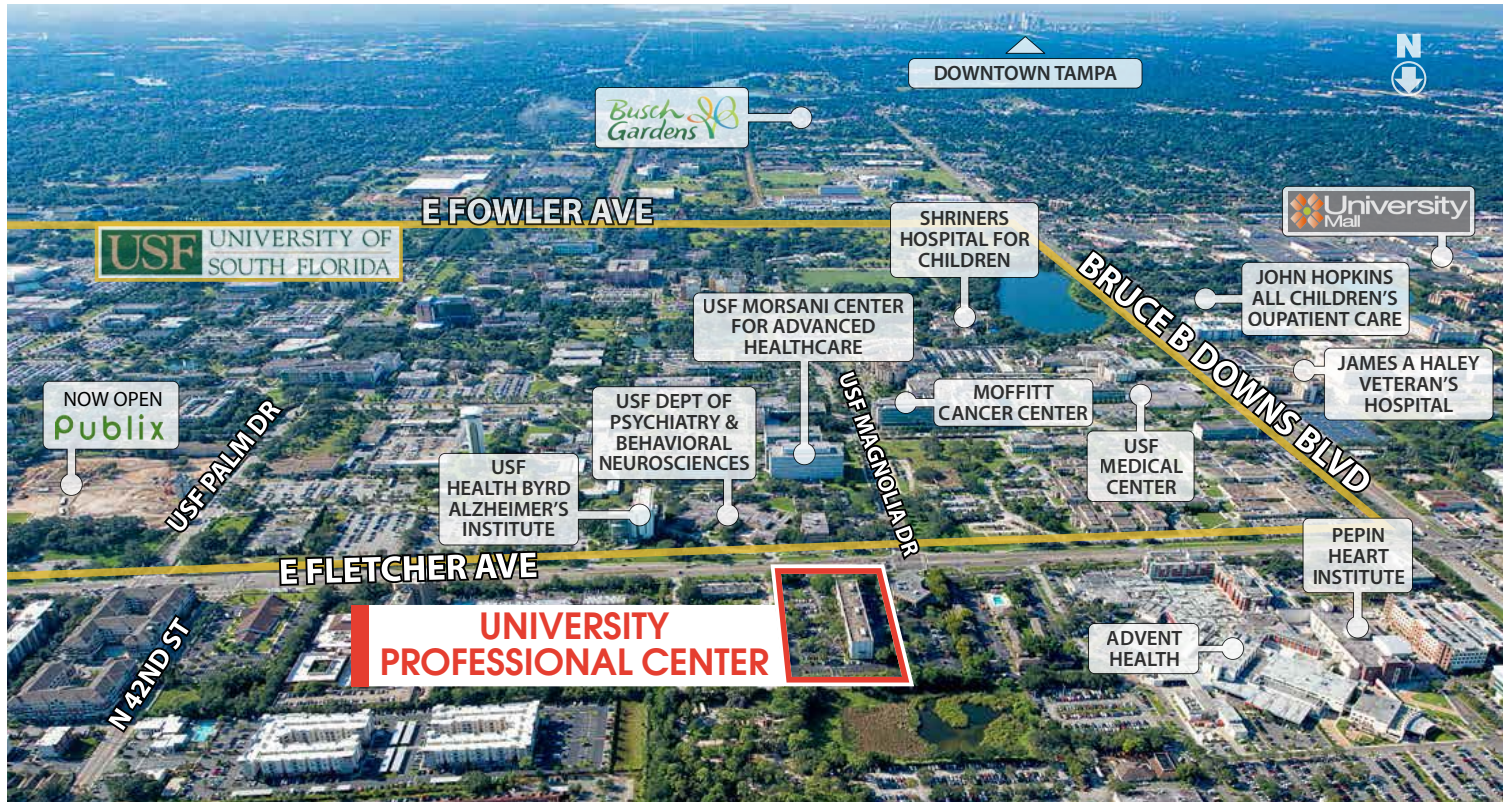 N
DOWNTOWN TAMPA
Busch
Gardens
E FOWLER AVE
USF
UNIVERSITY OF
SOUTH FLORIDA
SHRINERS
HOSPITAL FOR
CHILDREN
University
Mall
BRUCE B DOWNS BLVD
JOHN HOPKINS
ALL CHILDREN'S
OUPATIENT CARE
USF MORSANI CENTER
FOR ADVANCED
HEALTHCARE
JAMES A HALEY
VETERAN'S
HOSPITAL
NOW OPEN
Publix
USF PALM DR
USF DEPT OF
PSYCHIATRY &
BEHAVIORAL
NEUROSCIENCES
USF MAGNOLIA DR
MOFFITT
CANCER CENTER
USF
MEDICAL
CENTER
USF
HEALTH BYRD
ALZHEIMER'S
INSTITUTE
E FLETCHER AVE
PEPIN
HEART
INSTITUTE
UNIVERSITY
PROFESSIONAL CENTER
N 42ND ST
ADVENT
HEALTH